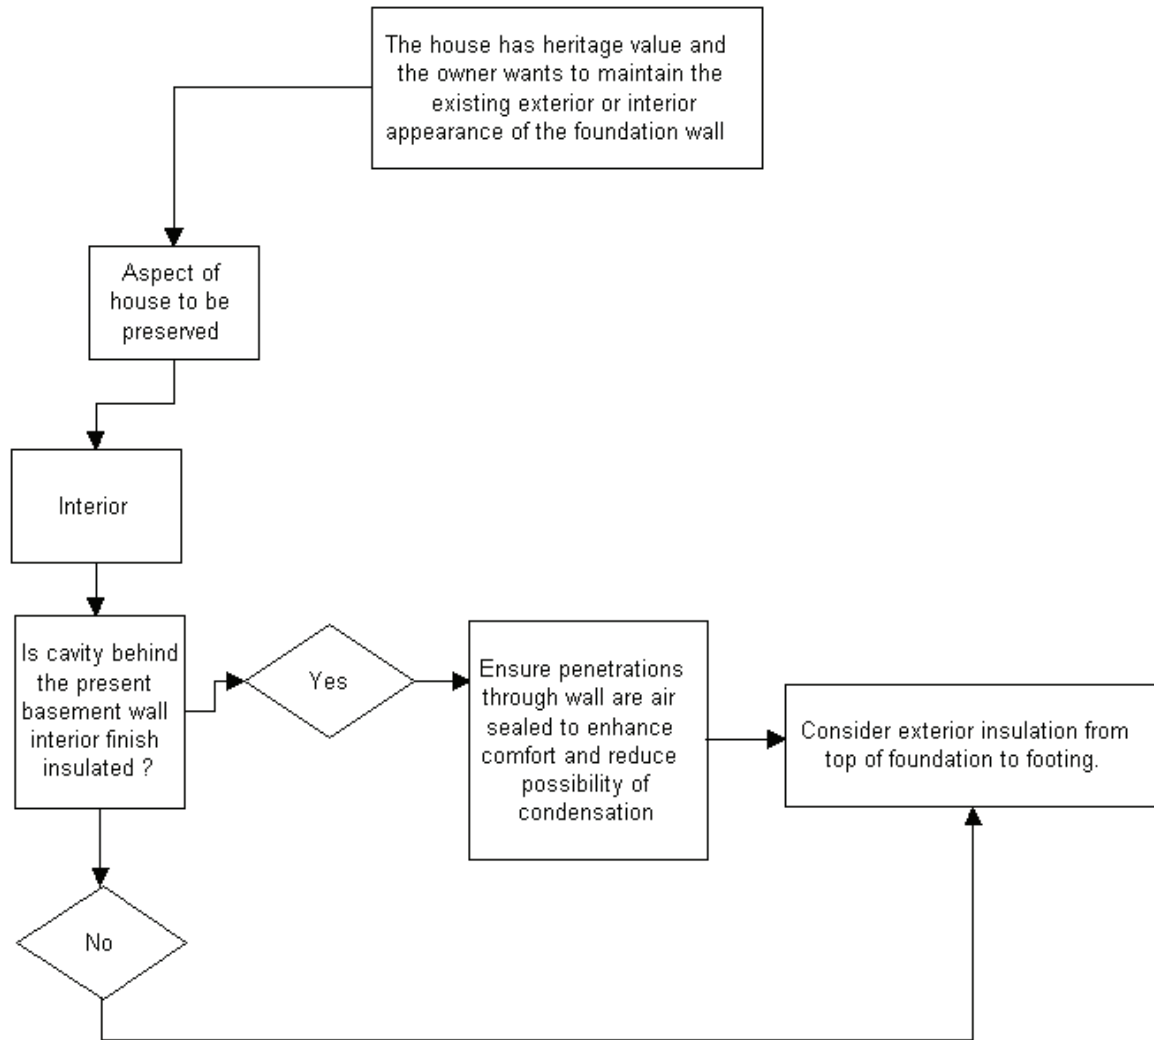 The house has heritage value and
the owner wants to maintain the
existing exterior or interior
appearance of the foundation wall
Aspect of
house to be
preserved
Interior
Is cavity behind
the present
basement wall
interior finish
insulated ?
Yes
Ensure penetrations
through wall are air
sealed to enhance
comfort and reduce
possibility of
condensation
Consider exterior insulation from
top of foundation to footing.
No